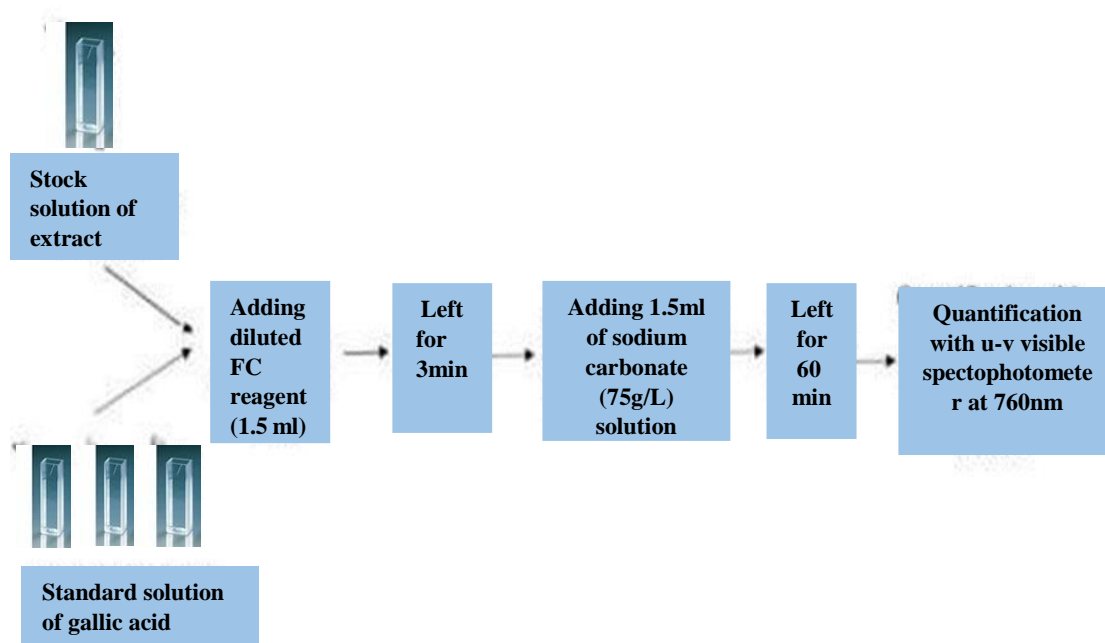 Stock
solution of
extract
Adding
diluted
FC
reagent
(1.5 ml)
Left
for
3min
Adding 1.5ml
of sodium
carbonate
(75g/L)
solution
Left
for
60
min
Quantification
with u-v visible
spectophotomete
r at 760nm
Standard solution
of gallic acid